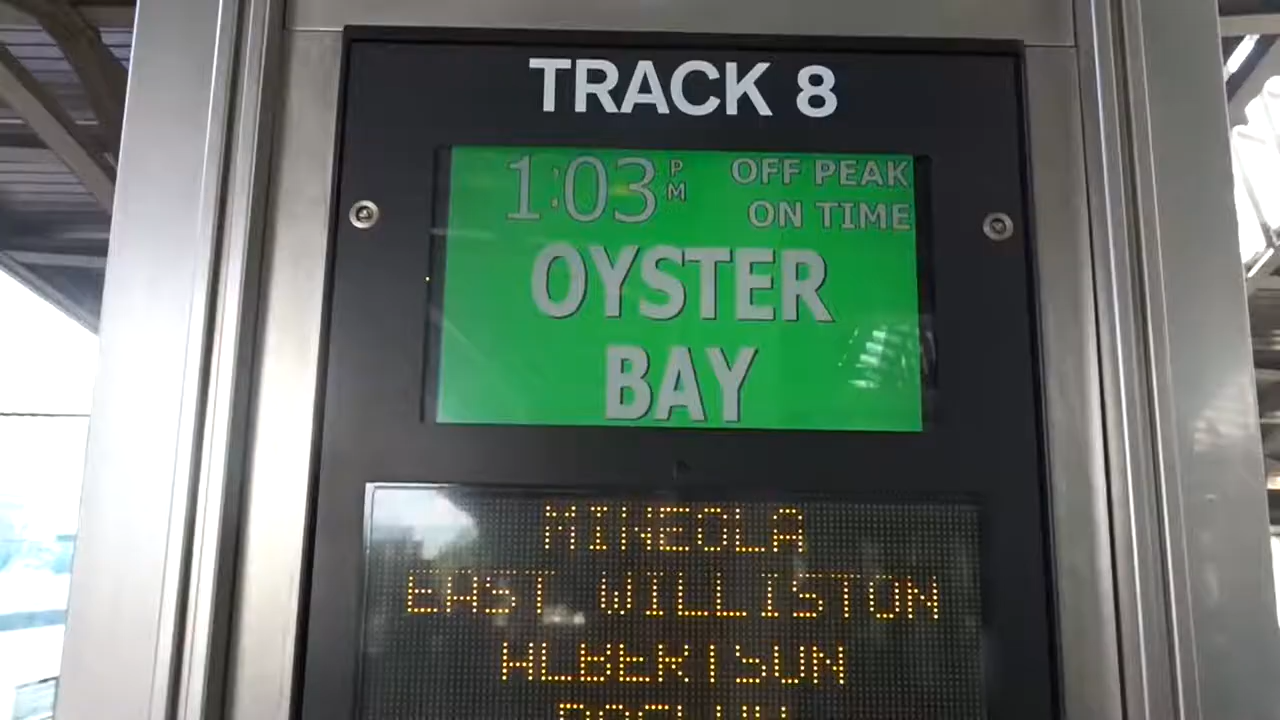 TRACK 8
1:03 PM OFF PEAK
ON TIME
OYSTER
BAY
MINEOLA
EAST WILLISTON
ALBERTSON